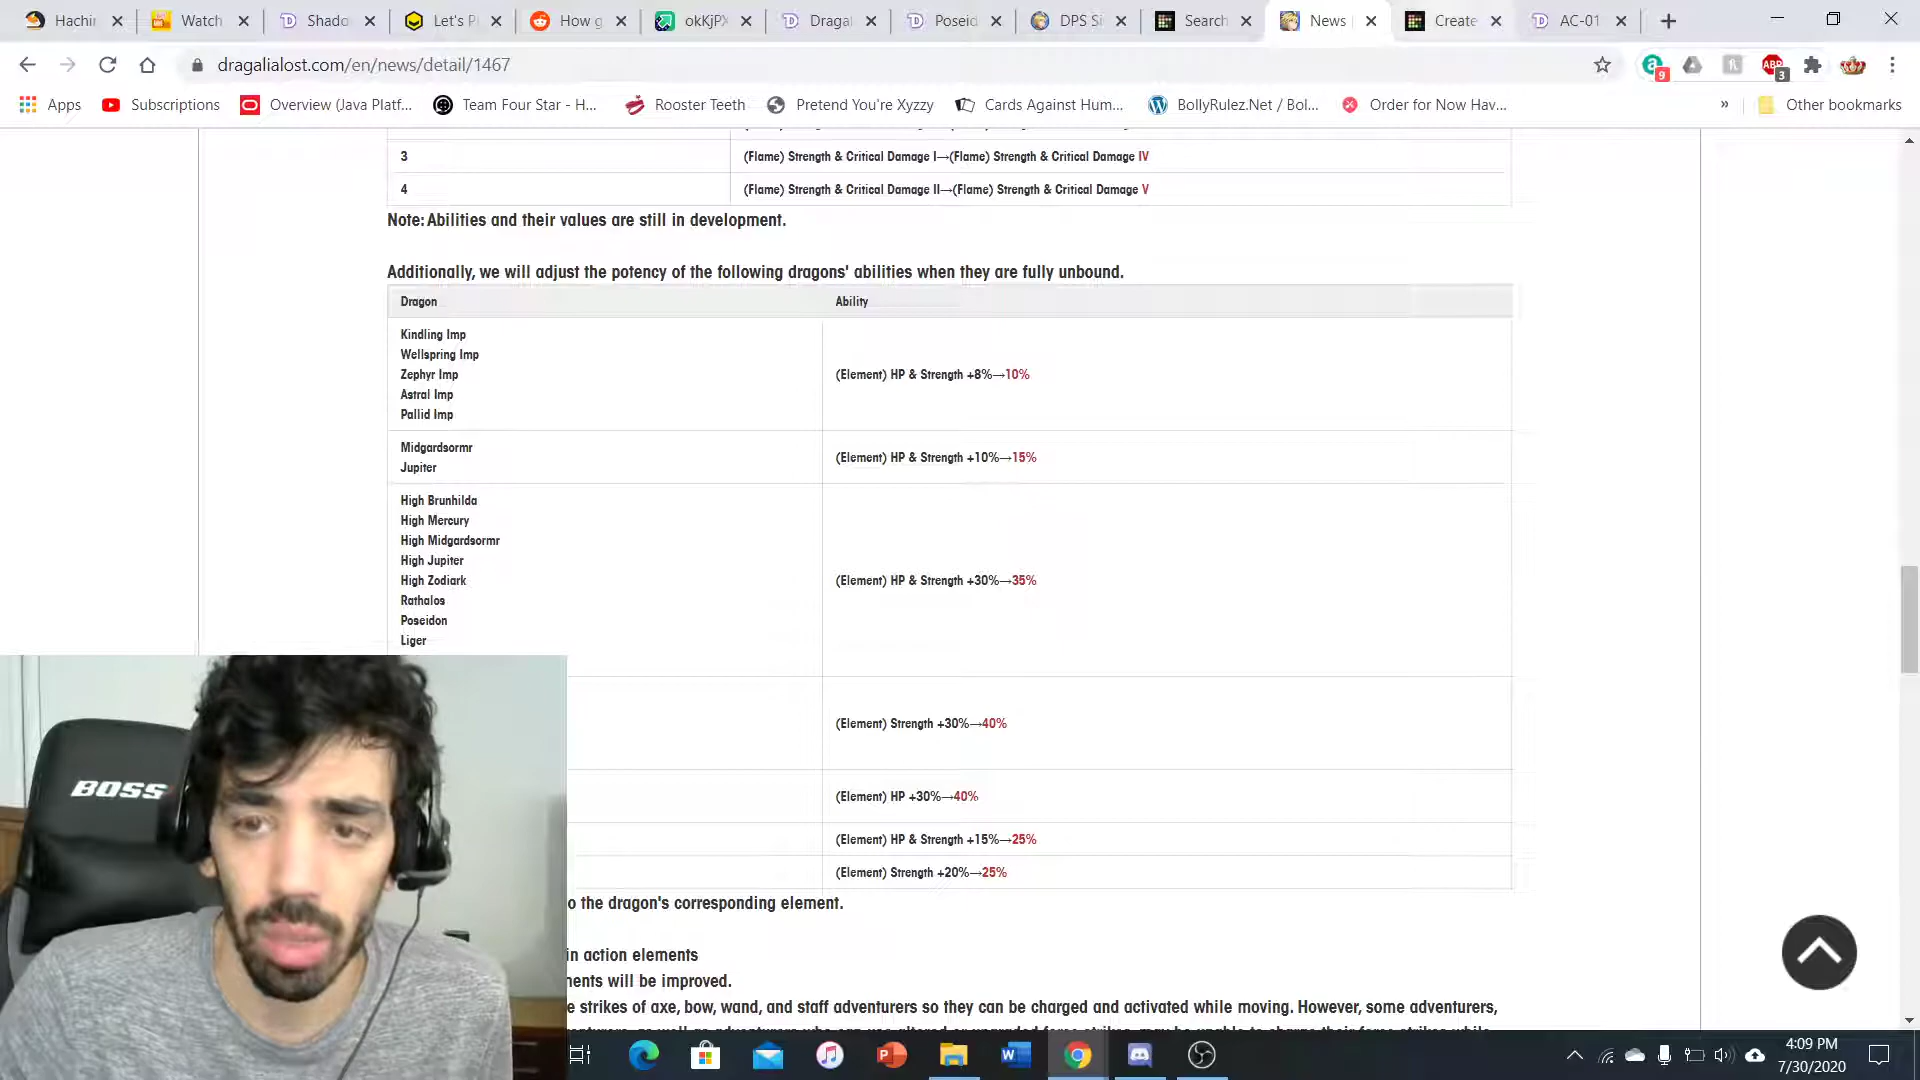 Hachir
Watch
Shado
Let's P
How g
okKjPX
Dragal
Poseid
DPS Si
Search
News
Create
AC-01
dragalialost.com/en/news/detail/1467
9
3
Apps
Subscriptions
Overview (Java Platf...
Team Four Star - H...
Rooster Teeth
Pretend You're Xyzzy
Cards Against Hum...
BollyRulez.Net / Bol...
Order for Now Hav...
»
Other bookmarks
3 (Flame) Strength & Critical Damage I→(Flame) Strength & Critical Damage IV
4 (Flame) Strength & Critical Damage II→(Flame) Strength & Critical Damage V
Note: Abilities and their values are still in development.
Additionally, we will adjust the potency of the following dragons' abilities when they are fully unbound.
Dragon Ability
Kindling Imp
Wellspring Imp
Zephyr Imp
Astral Imp
Pallid Imp
(Element) HP & Strength +8%→10%
Midgardsormr
Jupiter
(Element) HP & Strength +10%→15%
High Brunhilda
High Mercury
High Midgardsormr
High Jupiter
High Zodiark
Rathalos
Poseidon
Liger
(Element) HP & Strength +30%→35%
(Element) Strength +30%→40%
(Element) HP +30%→40%
(Element) HP & Strength +15%→25%
(Element) Strength +20%→25%
o the dragon's corresponding element.
in action elements
nents will be improved.
e strikes of axe, bow, wand, and staff adventurers so they can be charged and activated while moving. However, some adventurers,
BOSS
4:09 PM
7/30/2020